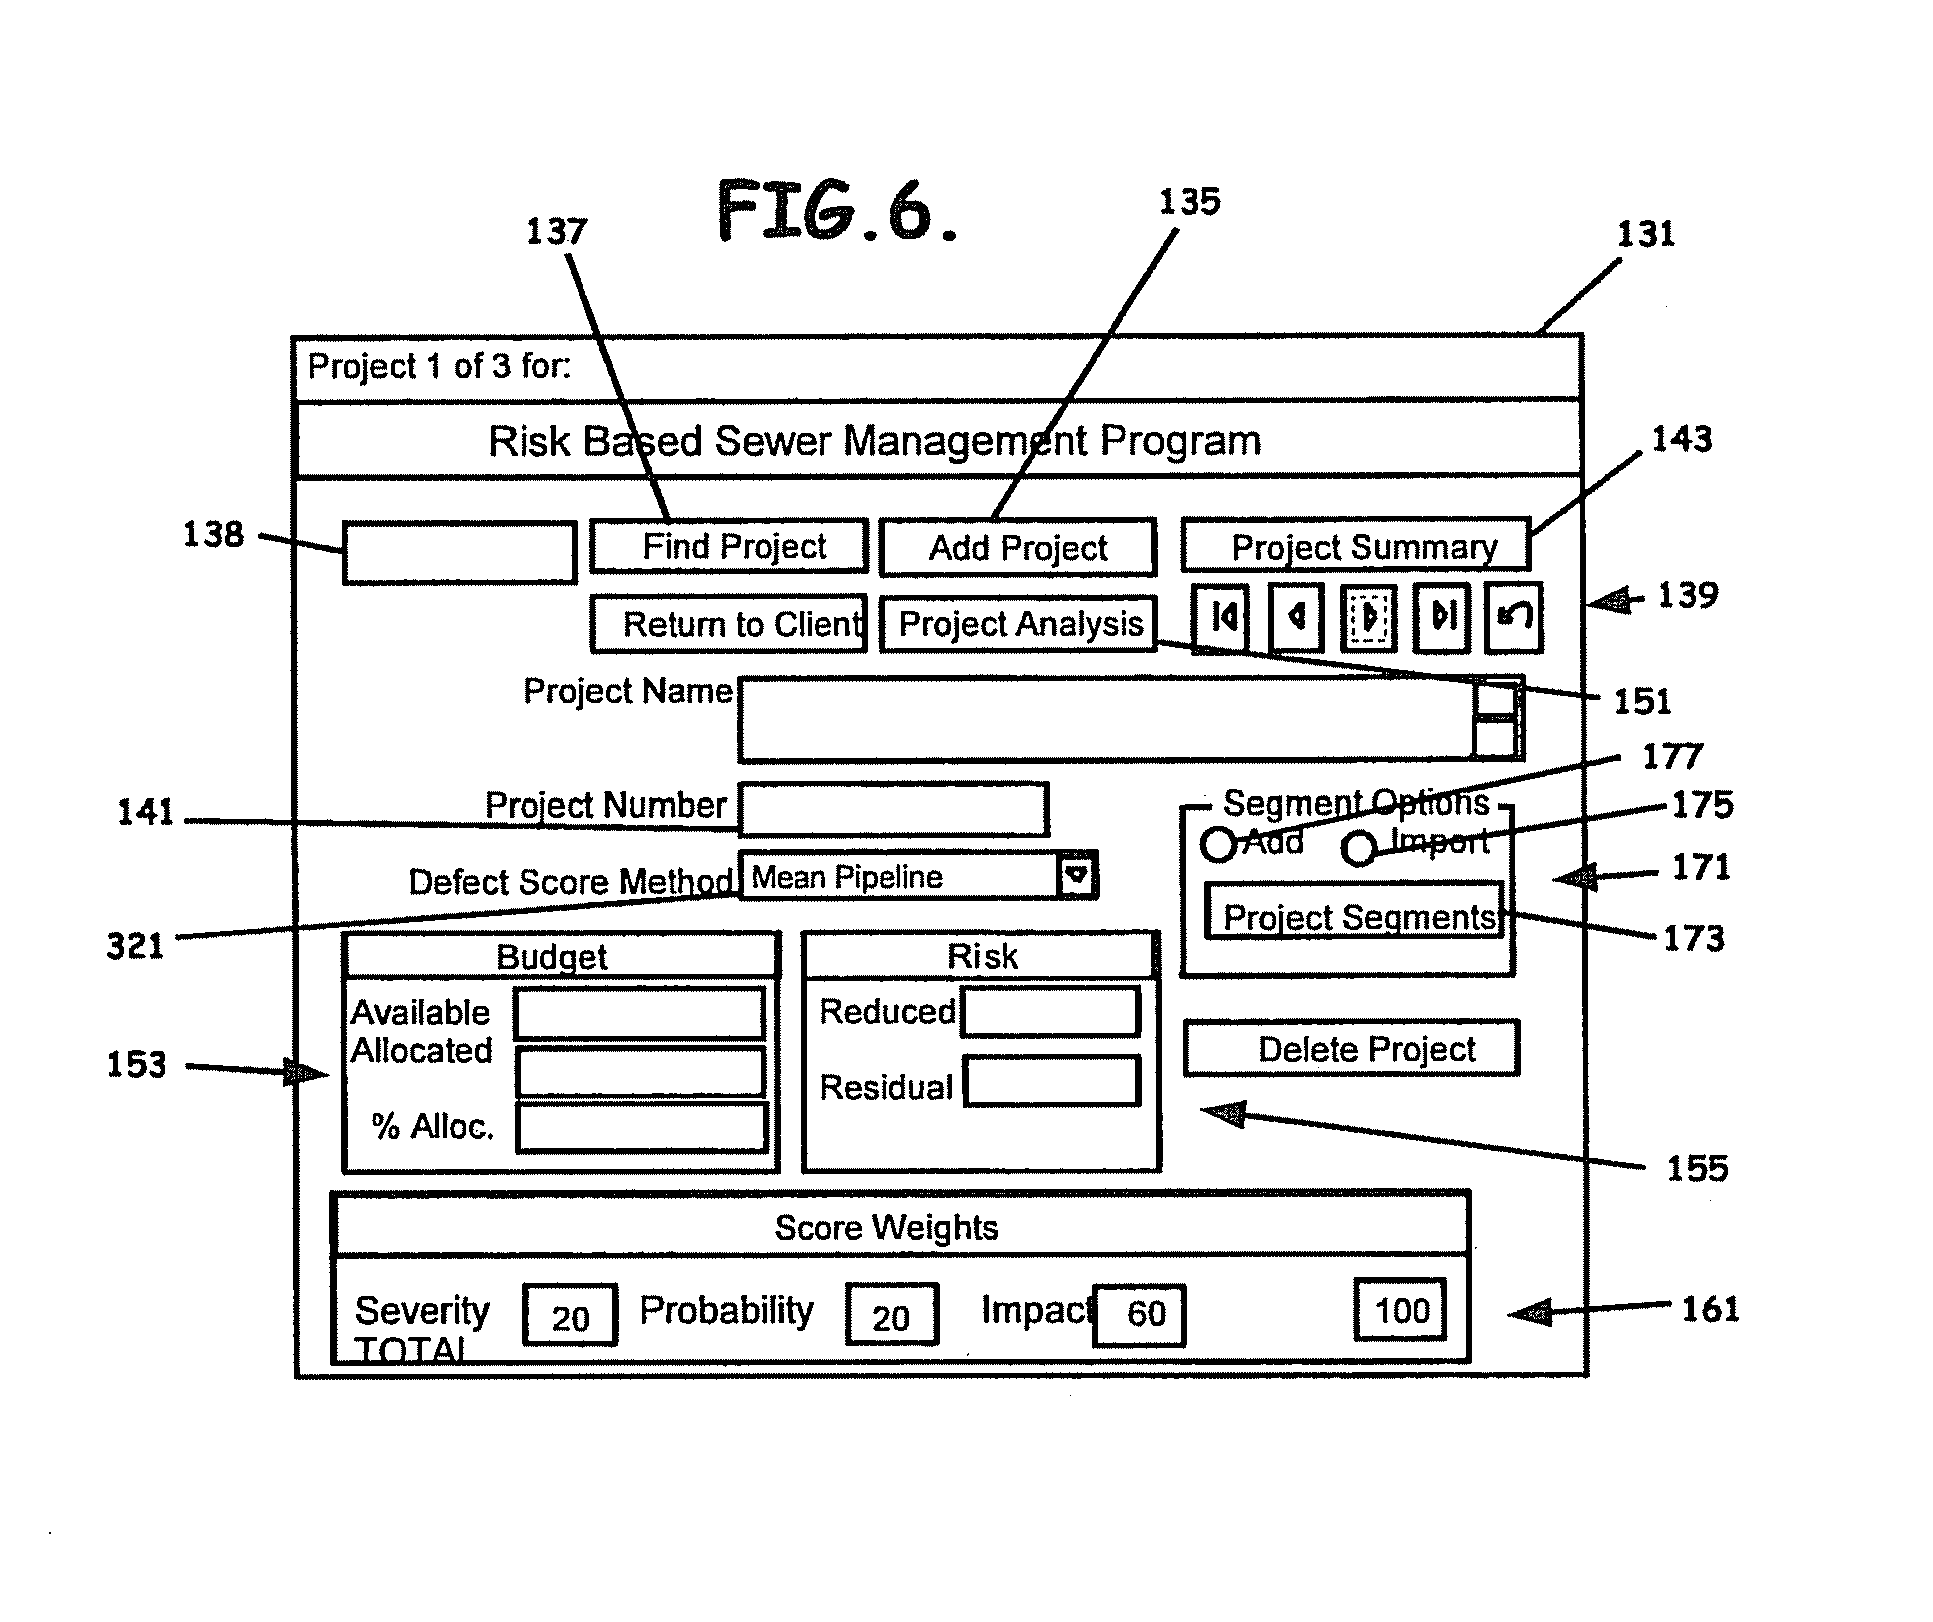 FIG.6.
137
135
131
Project 1 of 3 for:
Risk Based Sewer Management Program
143
138
Find Project
Add Project
Project Summary
139
Return to Client
Project Analysis
Project Name
151
177
141
Project Number
Segment Options
175
Add
Import
Defect Score Method
Mean Pipeline
171
321
Project Segments
173
Budget
Risk
Available
Reduced
Allocated
Delete Project
153
Residual
% Alloc.
155
Score Weights
Severity 20 Probability 20 Impact 60 100
161
TOTAL